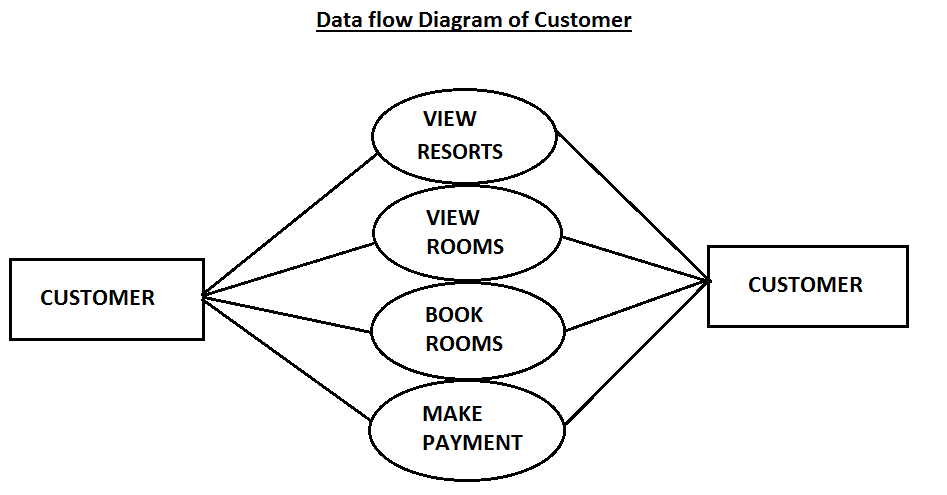 Data flow Diagram of Customer
VIEW
RESORTS
VIEW
ROOMS
CUSTOMER
CUSTOMER
BOOK
ROOMS
MAKE
PAYMENT